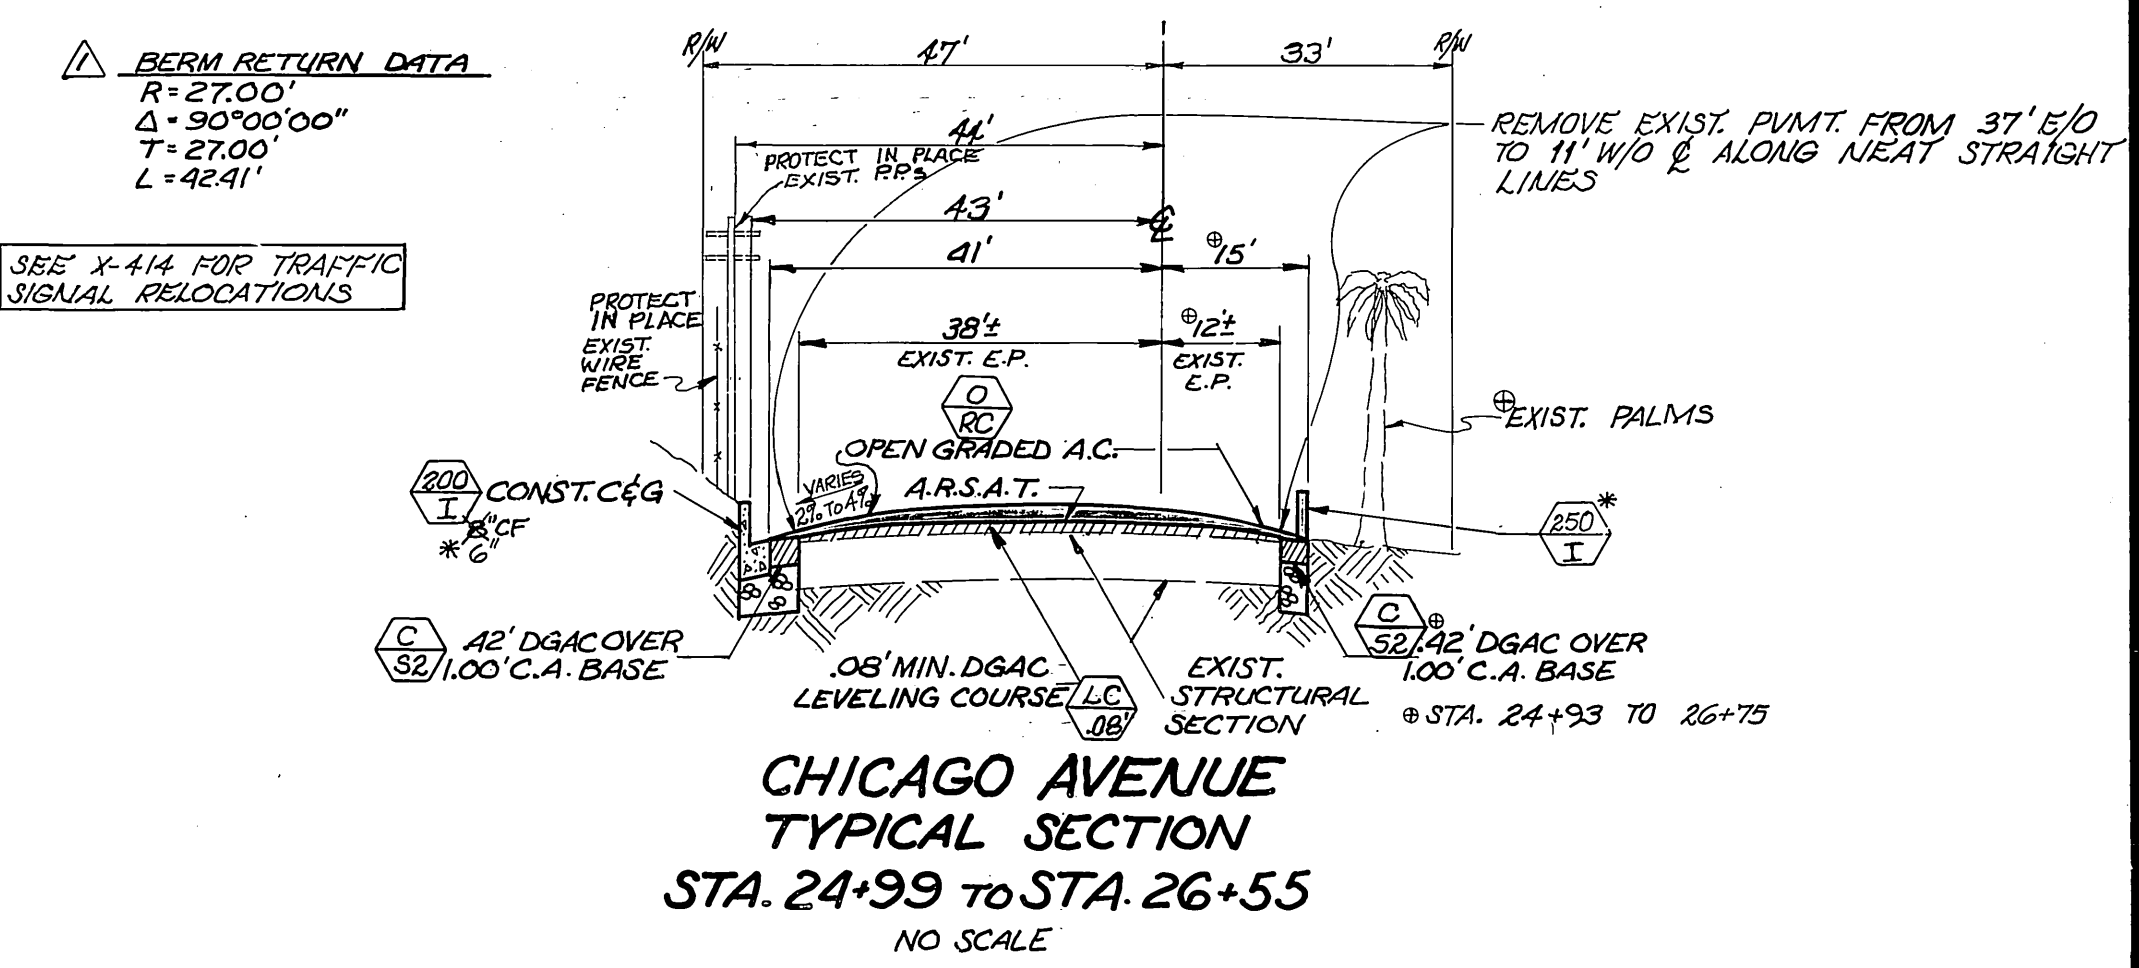 1 BERM RETURN DATA
R=27.00'
Δ=90°00'00"
T=27.00'
L=42.41'
SEE X-414 FOR TRAFFIC
SIGNAL RELOCATIONS
R/W
47'
33'
R/W
44'
PROTECT IN PLACE
EXIST. P.P.s
REMOVE EXIST. PVMT. FROM 37' E/O
TO 11' W/O ℄ ALONG NEAT STRAIGHT
LINES
43'
℄
41'
⊕15'
PROTECT
IN PLACE
EXIST.
WIRE
FENCE
38'±
EXIST. E.P.
⊕12'±
EXIST.
E.P.
O
RC
⊕EXIST. PALMS
OPEN GRADED A.C.
VARIES
2% TO 4%
A.R.S.A.T.
200
I
CONST. C&G
8" CF
* 6"
250 *
I
C
S2
.42' DGAC OVER
1.00' C.A. BASE
.08' MIN. DGAC
LEVELING COURSE
LC
.08'
EXIST.
STRUCTURAL
SECTION
C
S2
⊕
.42' DGAC OVER
1.00' C.A. BASE
⊕ STA. 24+93 TO 26+75
CHICAGO AVENUE
TYPICAL SECTION
STA. 24+99 TO STA. 26+55
NO SCALE